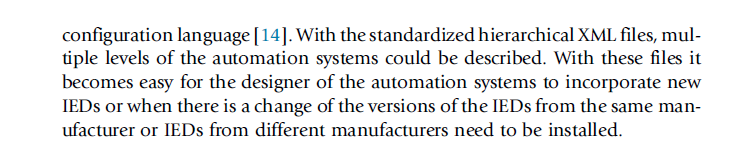 configuration language [14]. With the standardized hierarchical XML files, mul-
tiple levels of the automation systems could be described. With these files it
becomes easy for the designer of the automation systems to incorporate new
IEDs or when there is a change of the versions of the IEDs from the same man-
ufacturer or IEDs from different manufacturers need to be installed.